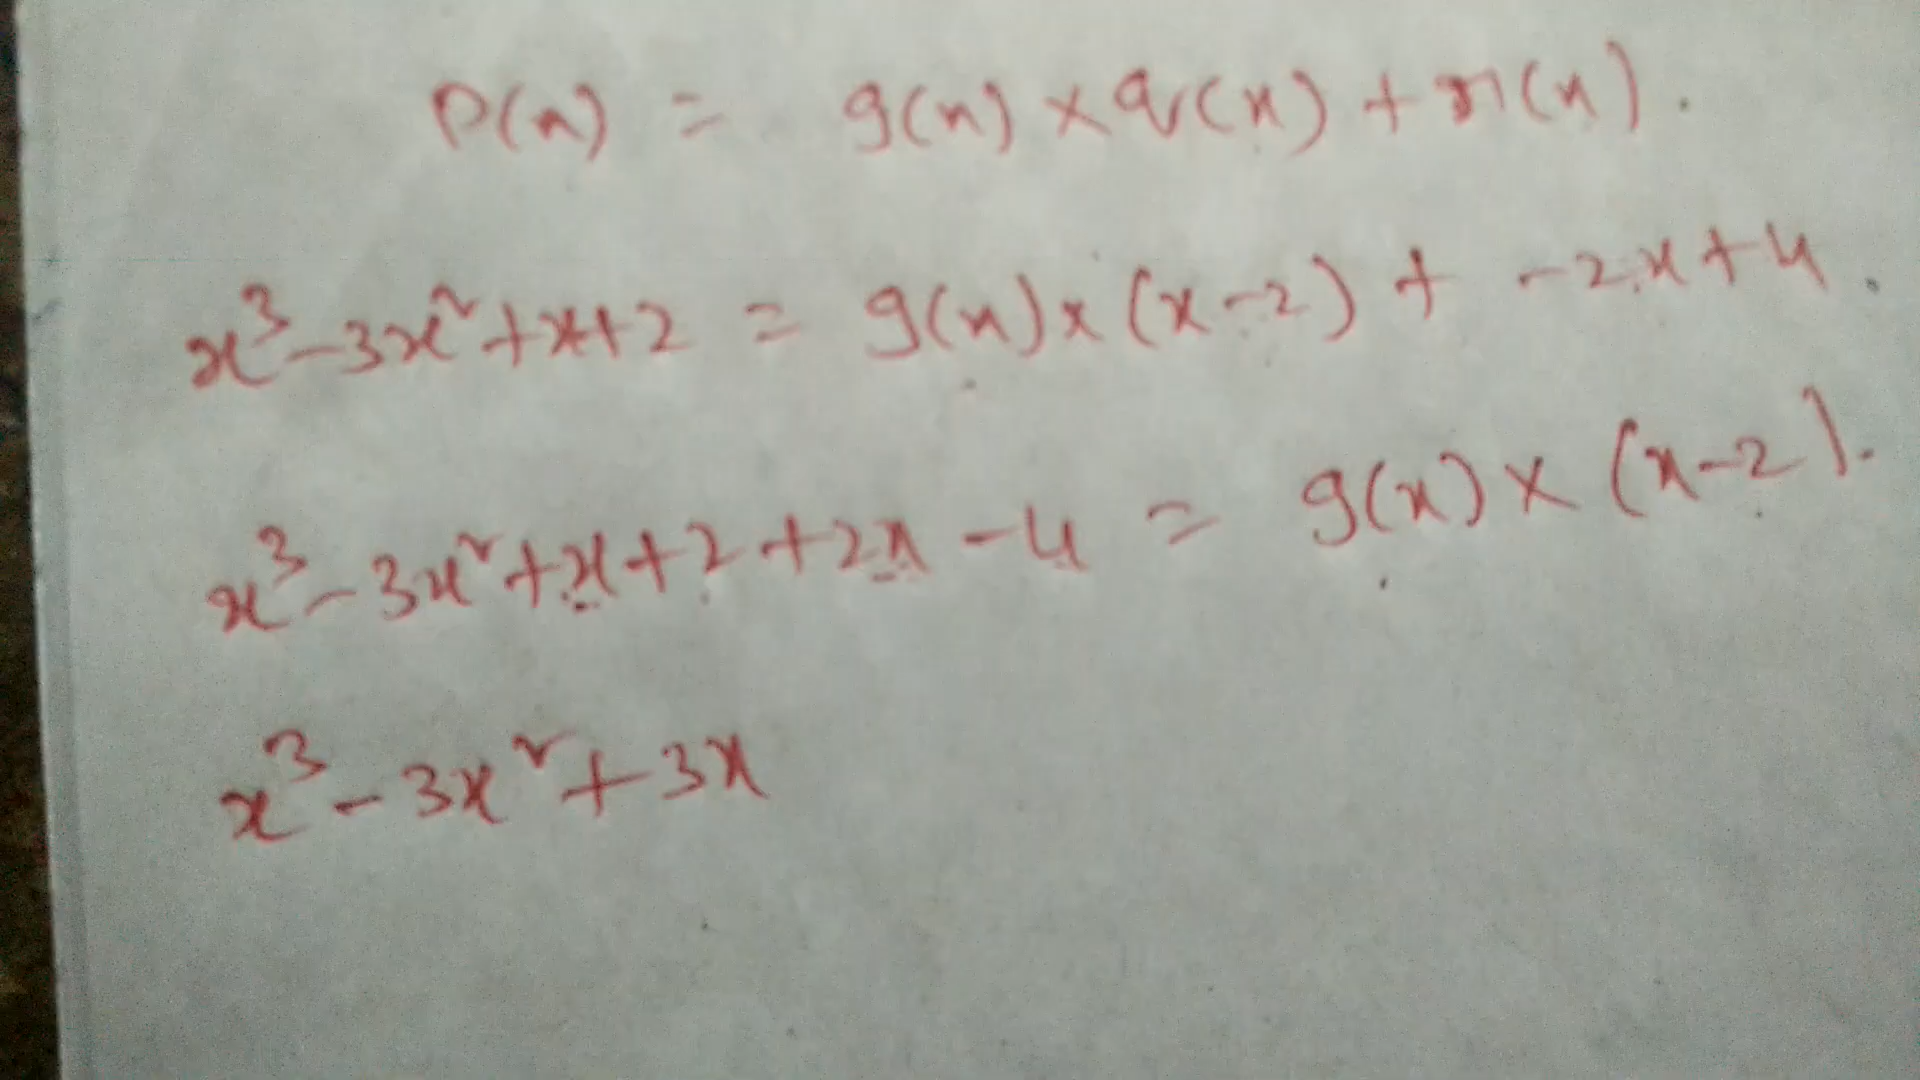 P(x) = g(x) × q(x) + r(x).
x³ - 3x² + x + 2 = g(x) × (x - 2) + -2x + 4.
x³ - 3x² + x + 2 + 2x - 4 = g(x) × (x - 2).
x³ - 3x² + 3x